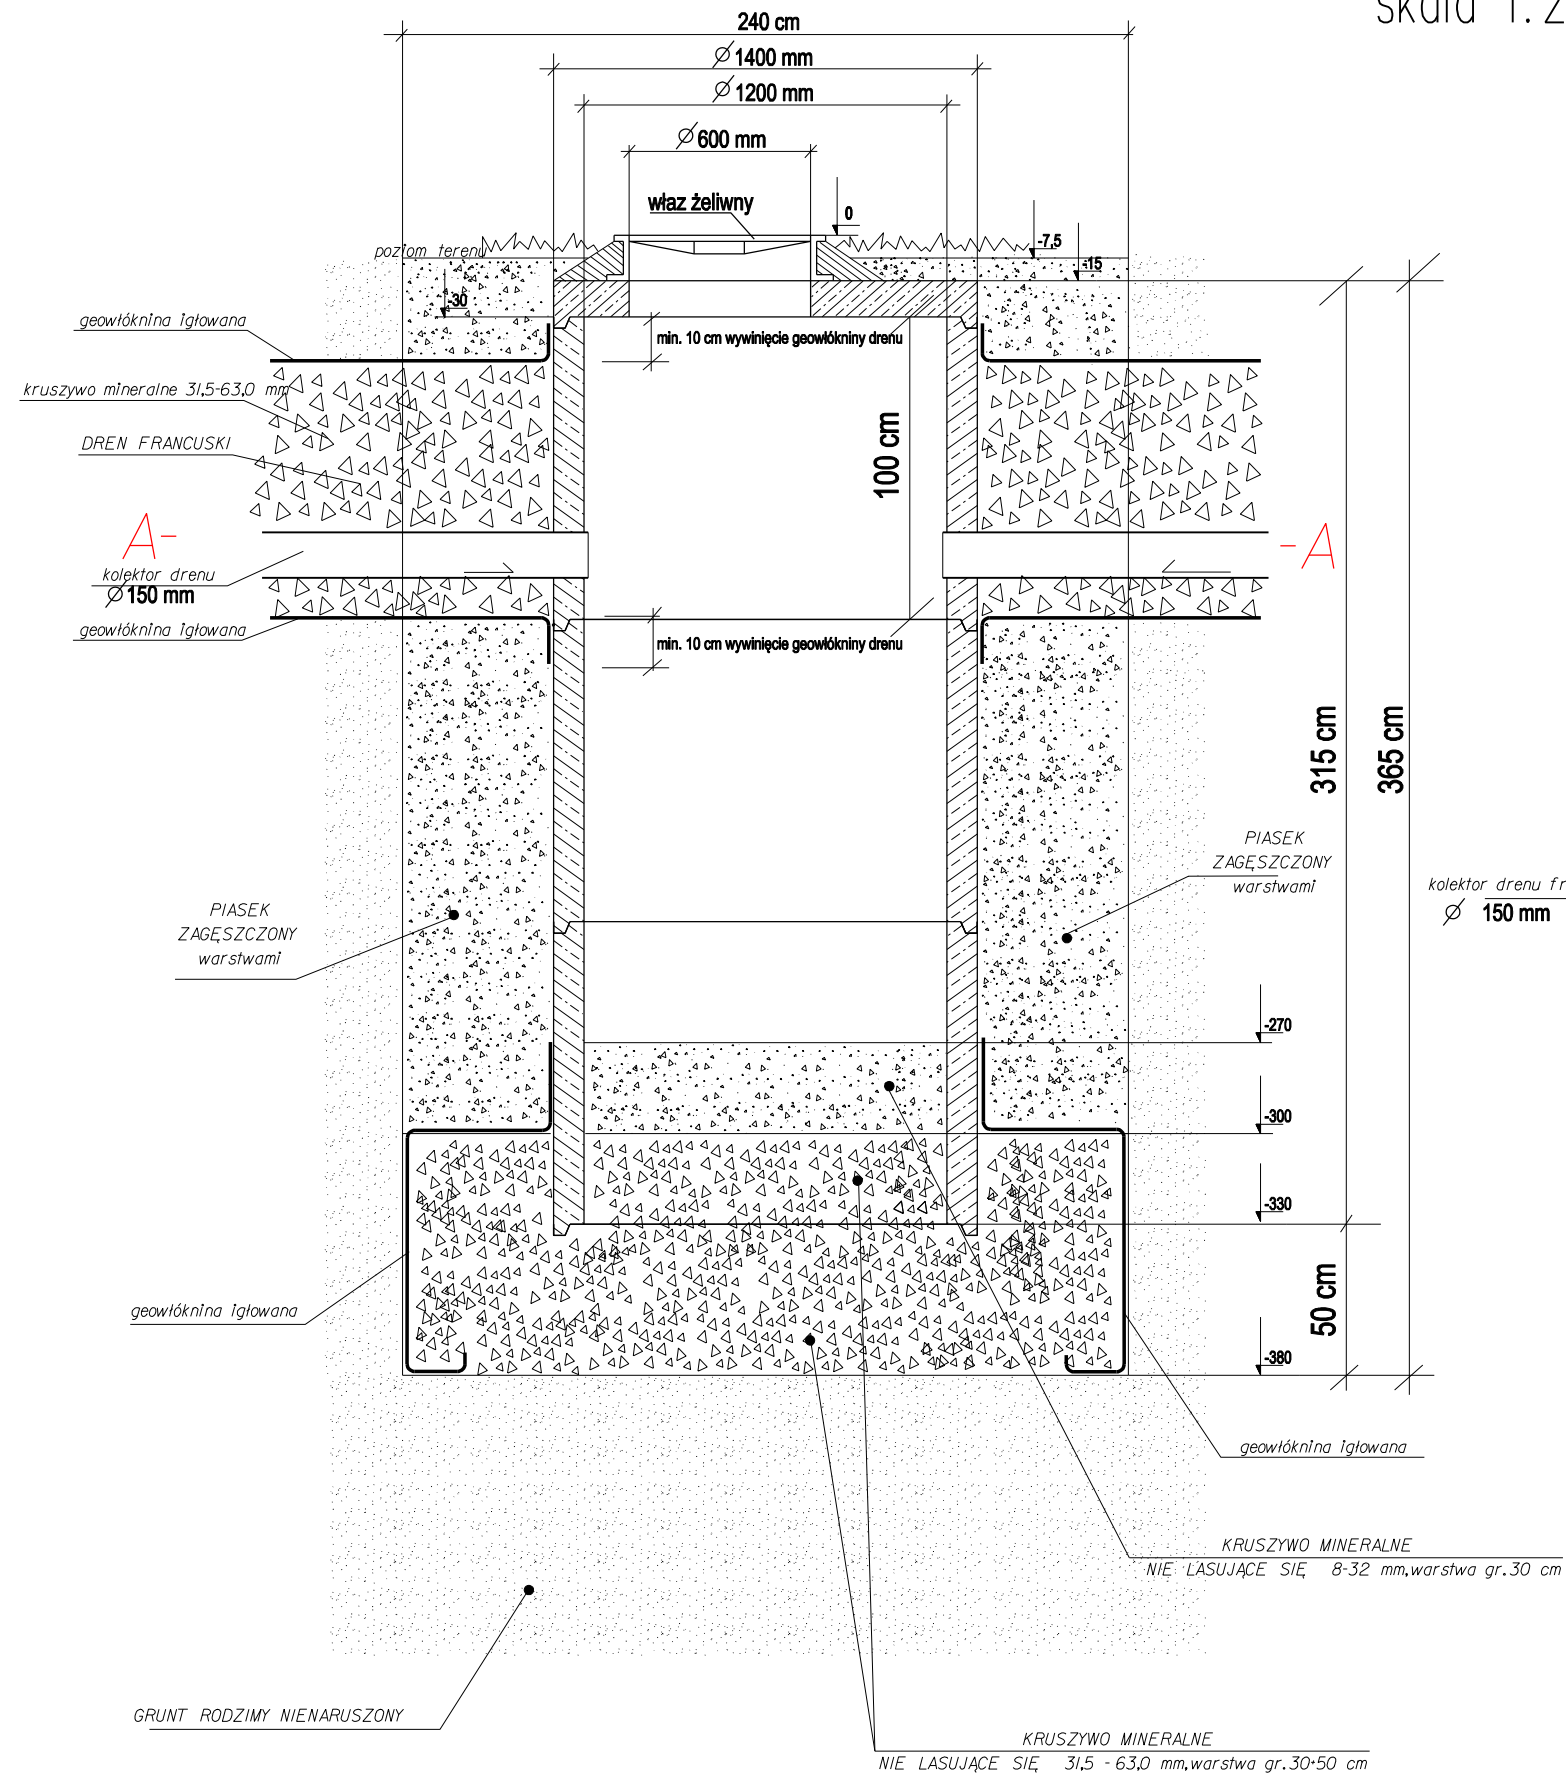 skala 1:2
240 cm
Ø 1400 mm
Ø 1200 mm
Ø 600 mm
właz żeliwny
0
-7,5
poziom terenu
-15
-30
geowłóknina igłowana
min. 10 cm wywinięcie geowłókniny drenu
kruszywo mineralne 31,5-63,0 mm
DREN FRANCUSKI
100 cm
A-
-A
kolektor drenu
Ø 150 mm
geowłóknina igłowana
min. 10 cm wywinięcie geowłókniny drenu
315 cm
365 cm
PIASEK
ZAGĘSZCZONY
warstwami
kolektor drenu fr
Ø 150 mm
PIASEK
ZAGĘSZCZONY
warstwami
-270
-300
-330
50 cm
geowłóknina igłowana
-380
geowłóknina igłowana
KRUSZYWO MINERALNE
NIE LASUJĄCE SIĘ 8-32 mm,warstwa gr.30 cm
GRUNT RODZIMY NIENARUSZONY
KRUSZYWO MINERALNE
NIE LASUJĄCE SIĘ 31,5 - 63,0 mm,warstwa gr.30+50 cm